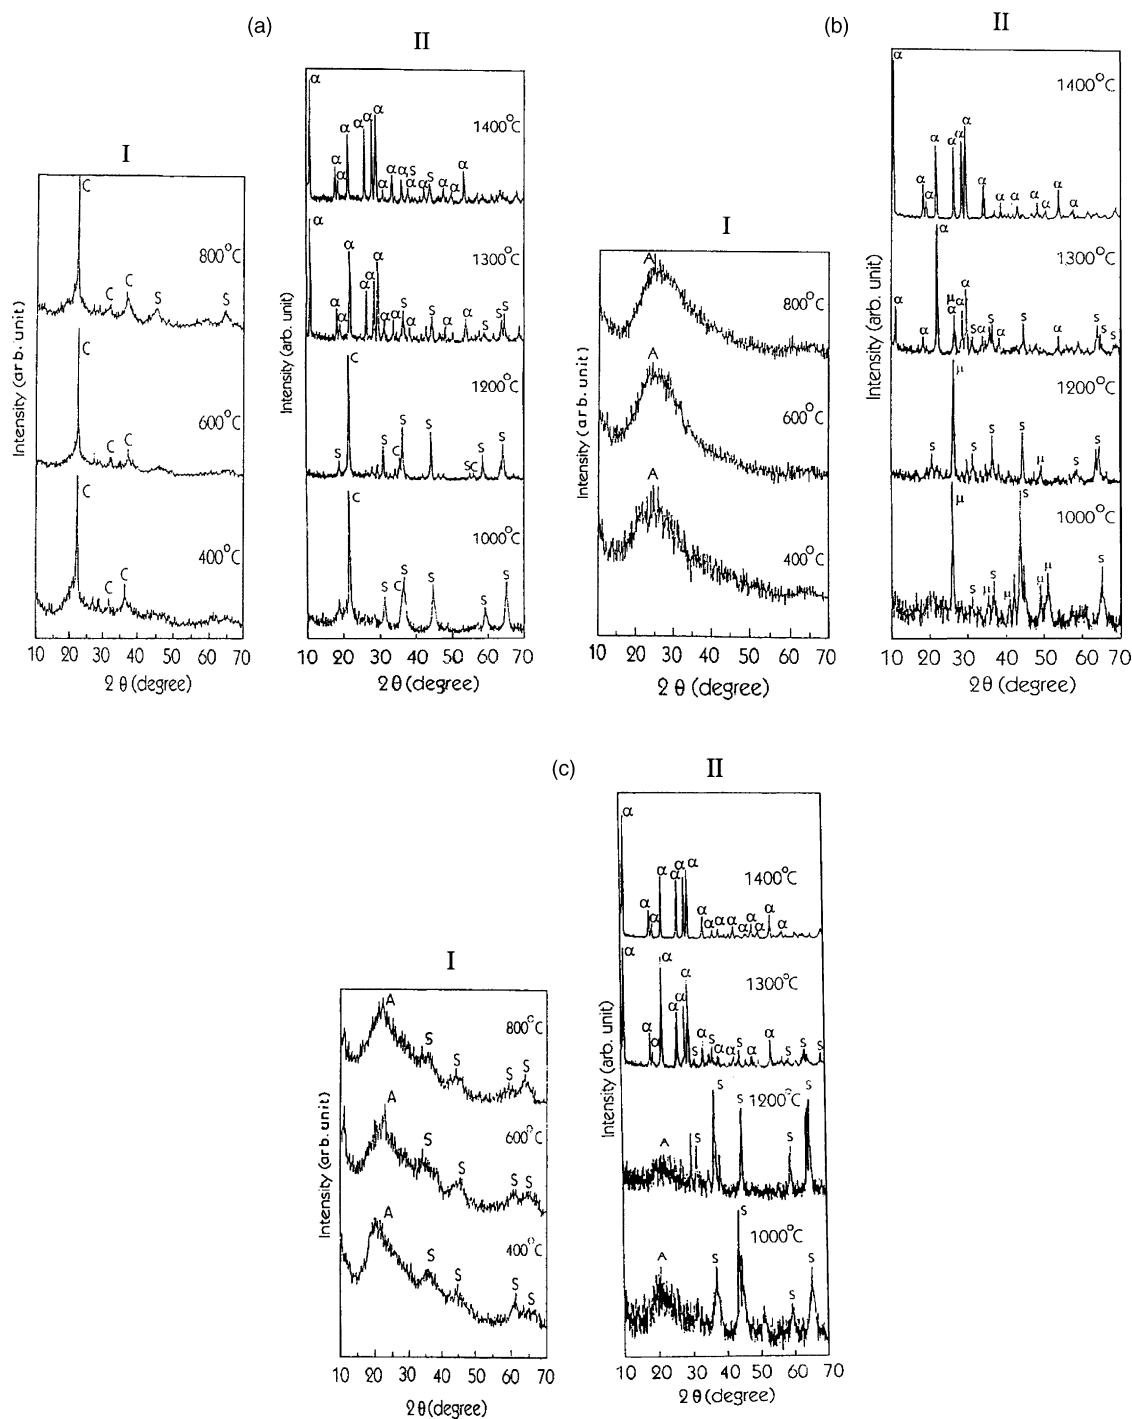 (a)
I
Intensity (arb. unit)
C
800°C
C C S S
C
600°C
C C
C
400°C
C C
10 20 30 40 50 60 70
2θ (degree)
II
Intensity (arb. unit)
α
1400°C
α α α α α α α α α,S α α S α α α
α
1300°C
α α α α α α α α S α S α α S S S
C
1200°C
S S C S S S C S S
C
1000°C
S C S S S S
10 20 30 40 50 60 70
2θ (degree)
(b)
I
Intensity (arb. unit)
A
800°C
A
600°C
A
400°C
10 20 30 40 50 60 70
2θ (degree)
II
Intensity (arb. unit)
α
1400°C
α α α α α α α α α α α α α
α
1300°C
α α μ α α α S α S α S α S S S
μ
1200°C
S S S S μ S S
μ
S
1000°C
S μ S μ μ μ S
10 20 30 40 50 60 70
2θ (degree)
(c)
I
Intensity (arb. unit)
A
800°C
S S S S
A
600°C
S S S S
A
400°C
S S S S
10 20 30 40 50 60 70
2θ (degree)
II
Intensity (arb. unit)
α
1400°C
α α α α α α α α α α α α α α α
α
1300°C
α α α α α α S α S α α S α α S S S
1200°C
A S S S S S
S
1000°C
A S S S
10 20 30 40 50 60 70
2θ (degree)